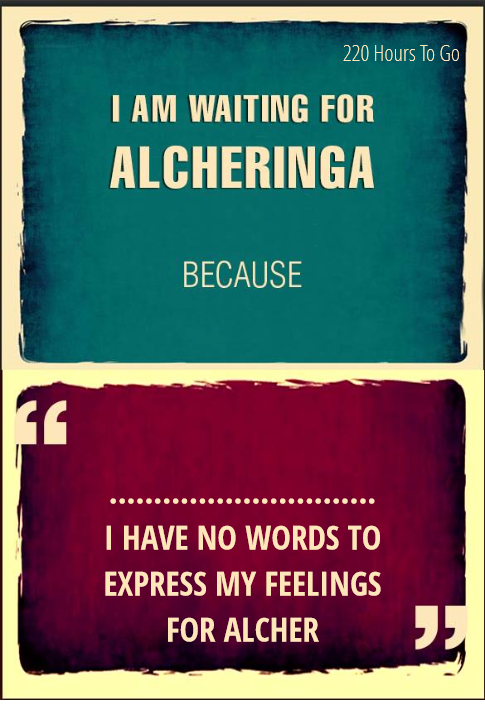 220 Hours To Go
I AM WAITING FOR
ALCHERINGA
BECAUSE
“
..............................
I HAVE NO WORDS TO
EXPRESS MY FEELINGS
FOR ALCHER
”